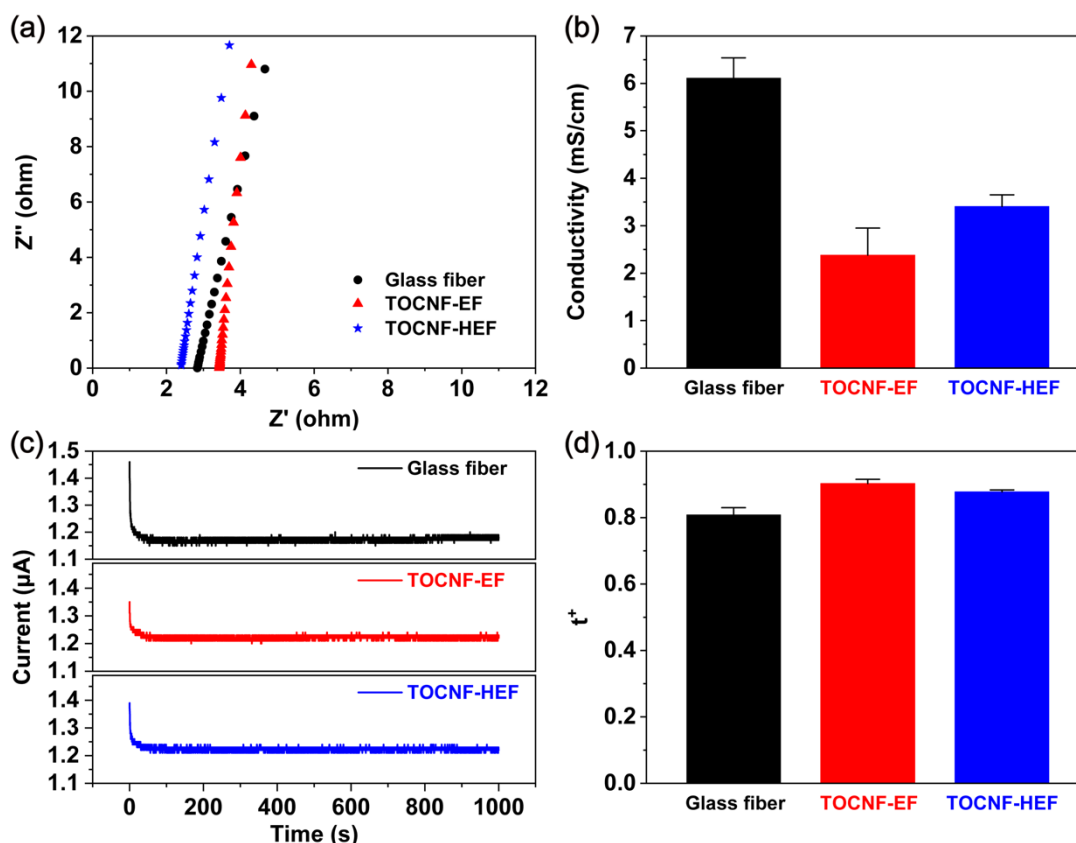 (a)
12
10
8
6
4
2
0
Z'' (ohm)
Glass fiber
TOCNF-EF
TOCNF-HEF
0 2 4 6 8 10 12
Z' (ohm)
(b)
7
6
5
4
3
2
1
0
Conductivity (mS/cm)
Glass fiber TOCNF-EF TOCNF-HEF
(c)
1.5
1.4
1.3
1.2
1.1
Glass fiber
1.4
1.3
1.2
1.1
TOCNF-EF
1.4
1.3
1.2
1.1
TOCNF-HEF
Current (μA)
0 200 400 600 800 1000
Time (s)
(d)
1.0
0.8
0.6
0.4
0.2
0.0
t⁺
Glass fiber TOCNF-EF TOCNF-HEF